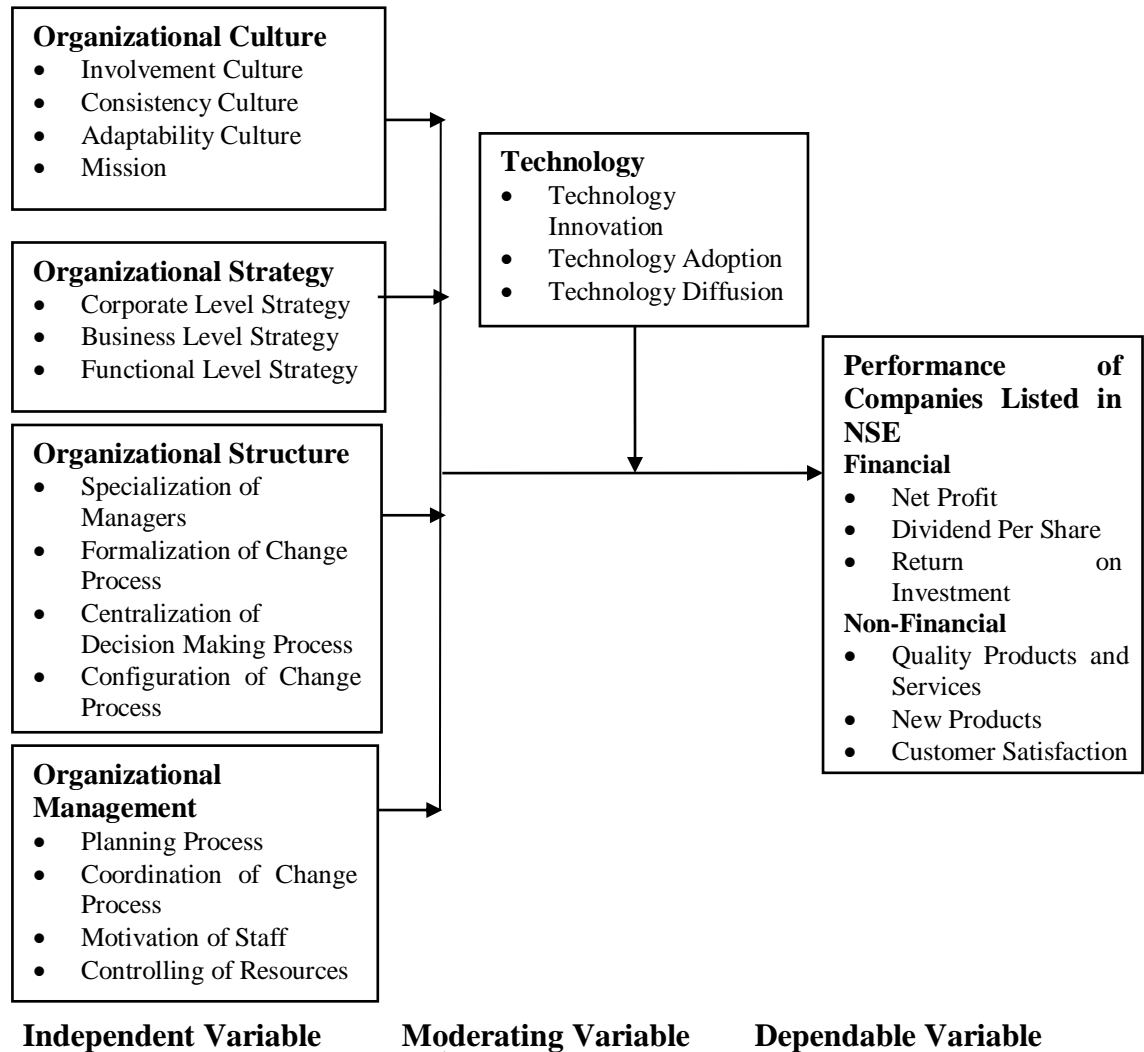 Organizational Culture
• Involvement Culture
• Consistency Culture
• Adaptability Culture
• Mission
Organizational Strategy
• Corporate Level Strategy
• Business Level Strategy
• Functional Level Strategy
Organizational Structure
• Specialization of
Managers
• Formalization of Change
Process
• Centralization of
Decision Making Process
• Configuration of Change
Process
Organizational
Management
• Planning Process
• Coordination of Change
Process
• Motivation of Staff
• Controlling of Resources
Technology
• Technology
Innovation
• Technology Adoption
• Technology Diffusion
Performance of
Companies Listed in
NSE
Financial
• Net Profit
• Dividend Per Share
• Return on
Investment
Non-Financial
• Quality Products and
Services
• New Products
• Customer Satisfaction
Independent Variable Moderating Variable Dependable Variable